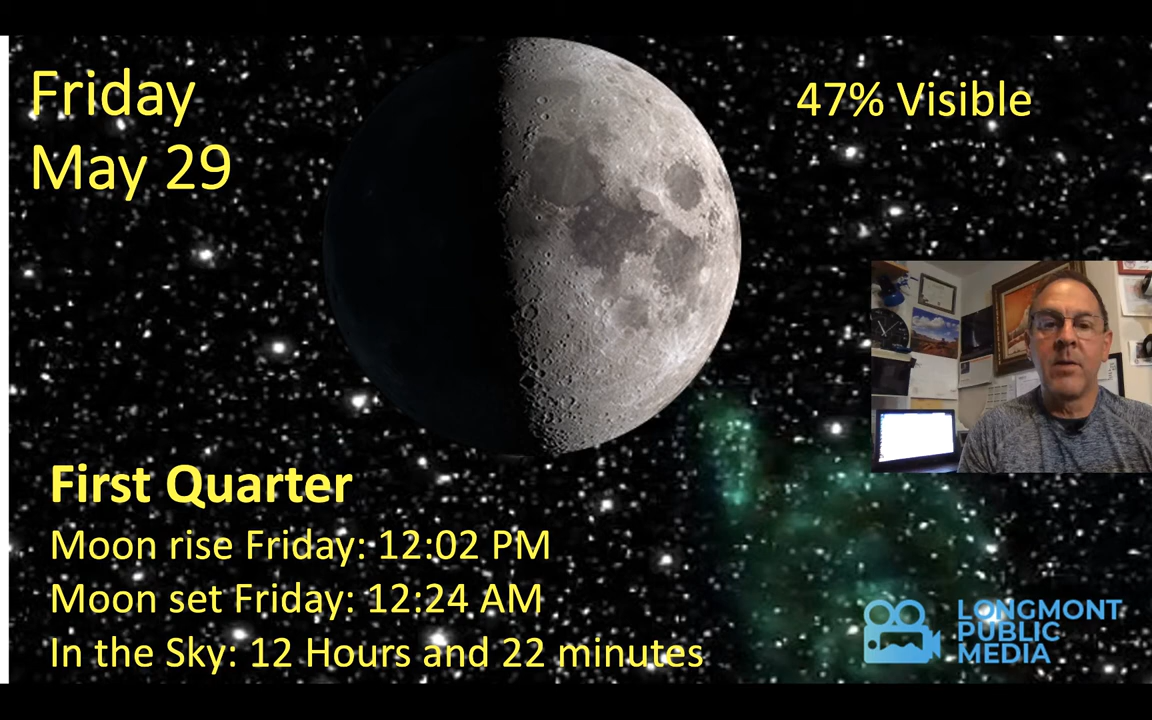 Friday
May 29
47% Visible
First Quarter
Moon rise Friday: 12:02 PM
Moon set Friday: 12:24 AM
In the Sky: 12 Hours and 22 minutes
LONGMONT
PUBLIC
MEDIA